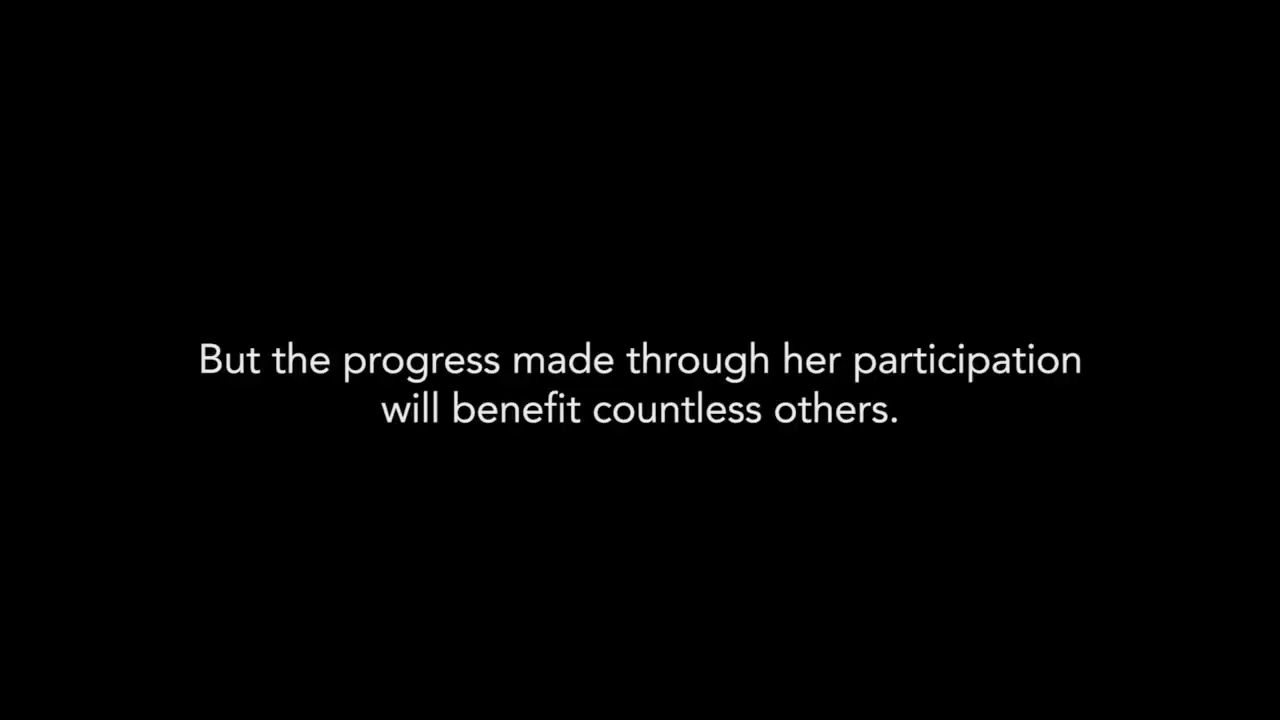 But the progress made through her participation
will benefit countless others.